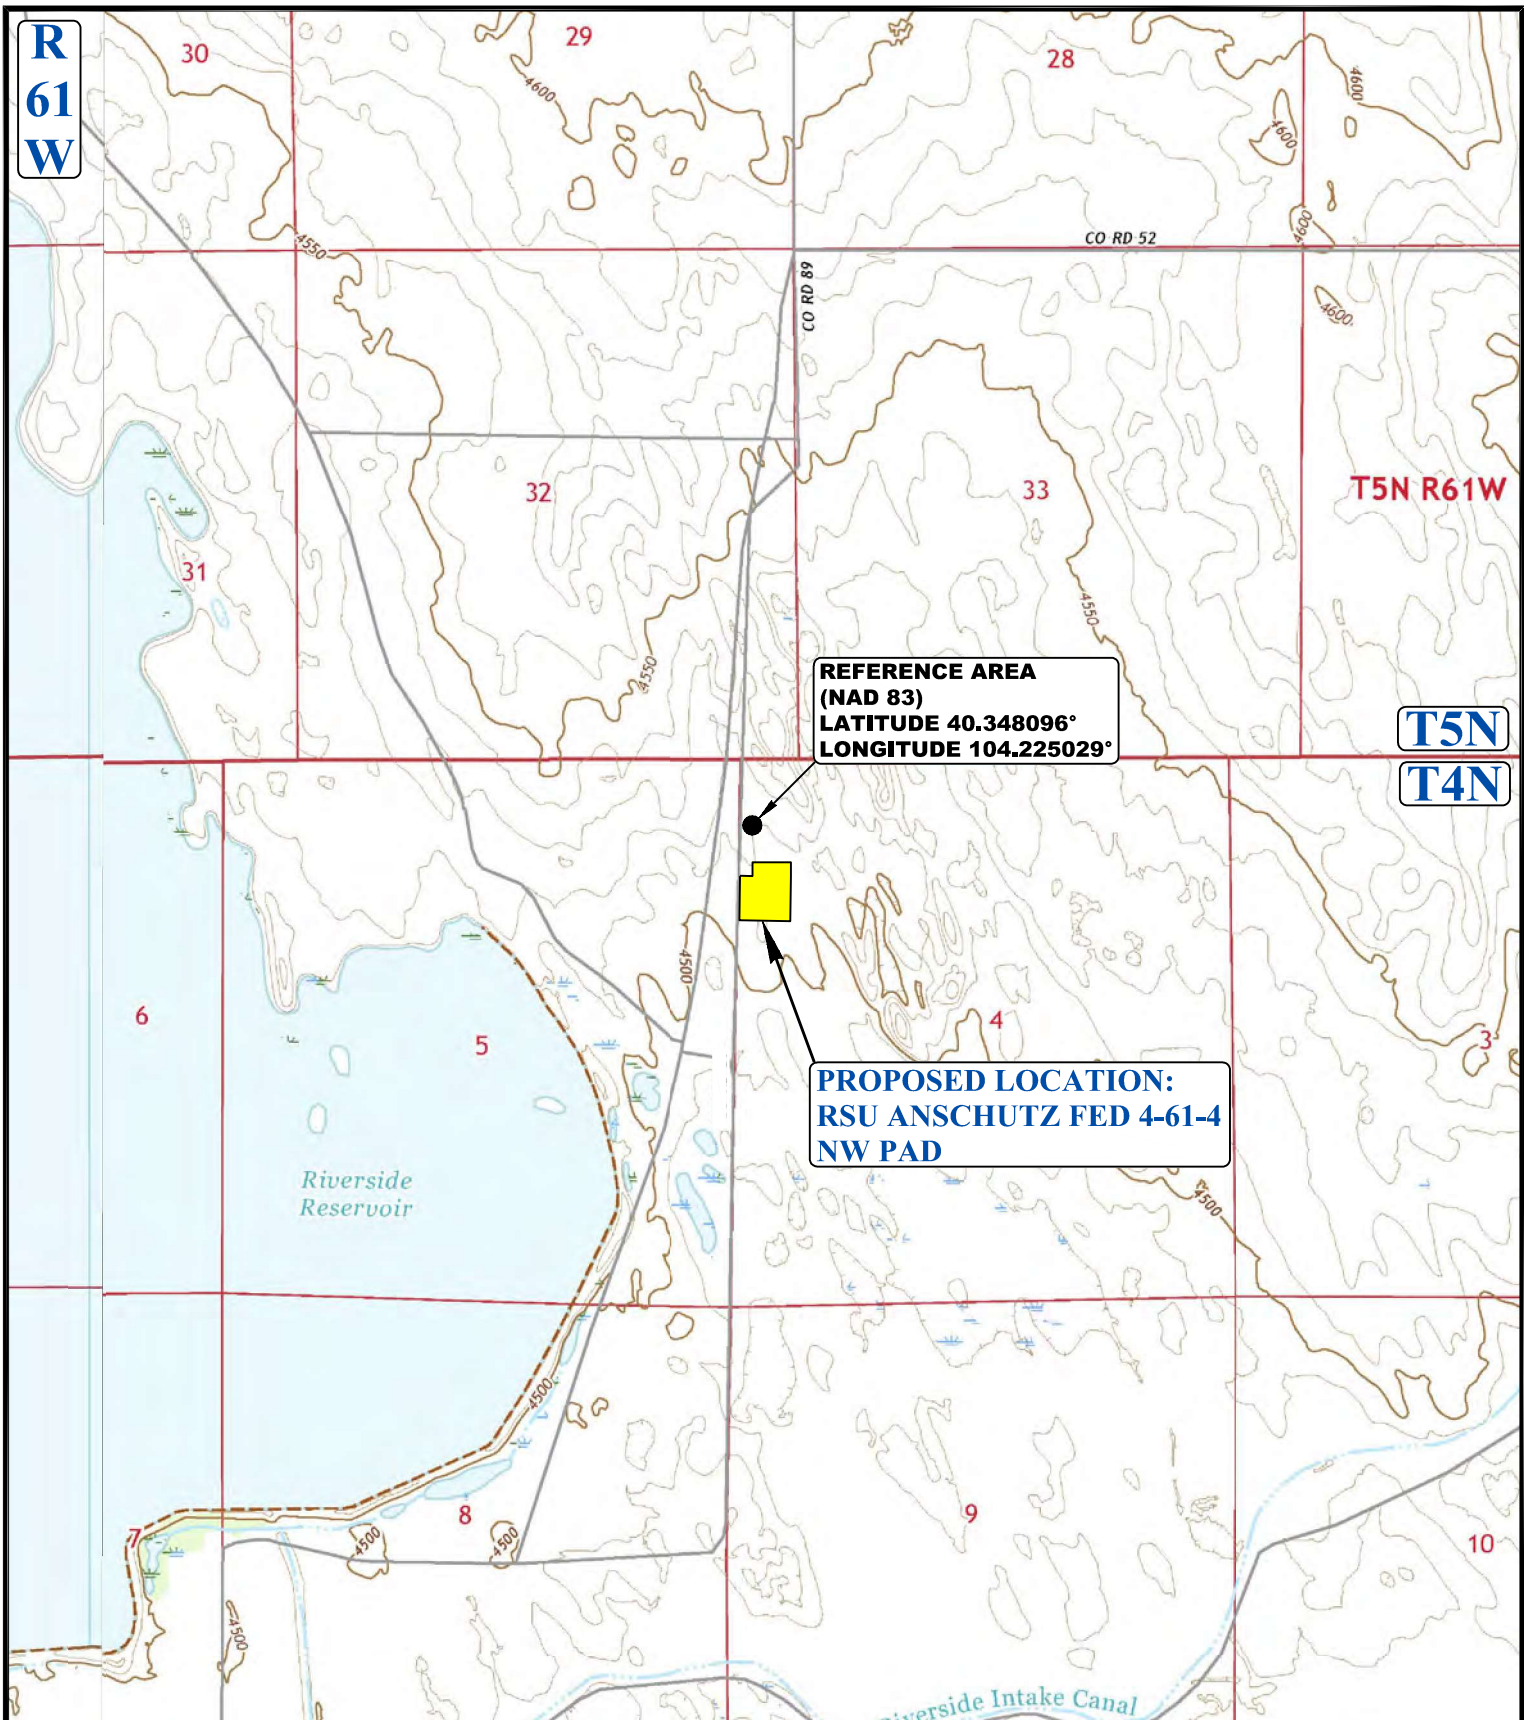 R
61
W
30
29
28
4600
4600
4600
4600
4550
CO RD 52
CO RD 89
4600
32
33
T5N R61W
31
4550
4550
REFERENCE AREA
(NAD 83)
LATITUDE 40.348096°
LONGITUDE 104.225029°
T5N
T4N
4500
6
5
4
3
PROPOSED LOCATION:
RSU ANSCHUTZ FED 4-61-4
NW PAD
Riverside
Reservoir
4500
4500
7
8
9
10
4500
4500
4500
Riverside Intake Canal